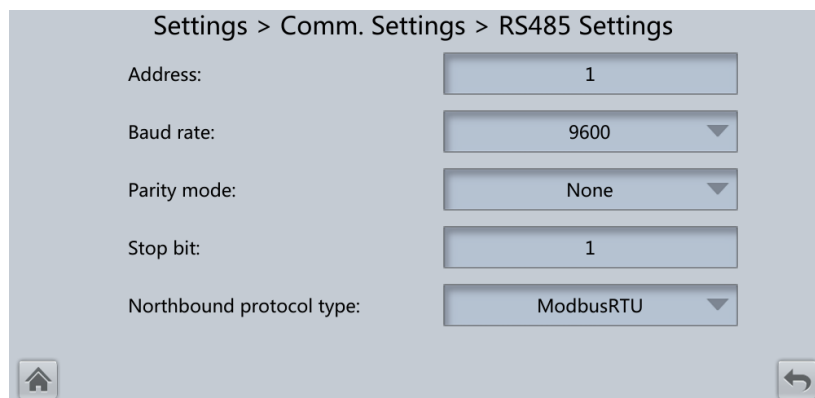 Settings > Comm. Settings > RS485 Settings
Address: 1
Baud rate: 9600
Parity mode: None
Stop bit: 1
Northbound protocol type: ModbusRTU